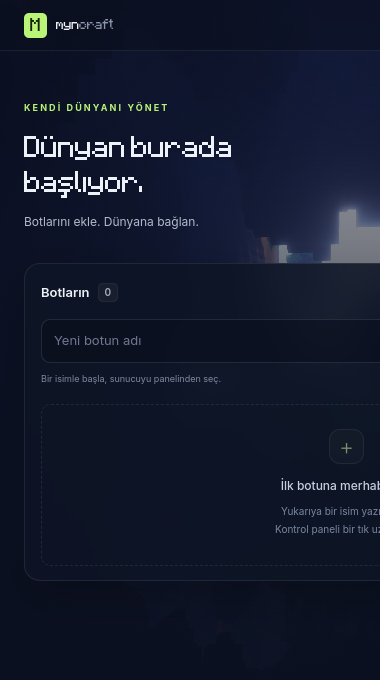 M myncraft
KENDİ DÜNYANI YÖNET
Dünyan burada
başlıyor.
Botlarını ekle. Dünyana bağlan.
Botların 0
Yeni botun adı
Bir isimle başla, sunucuyu panelinden seç.
+
İlk botuna merhab
Yukarıya bir isim yazı
Kontrol paneli bir tık uz